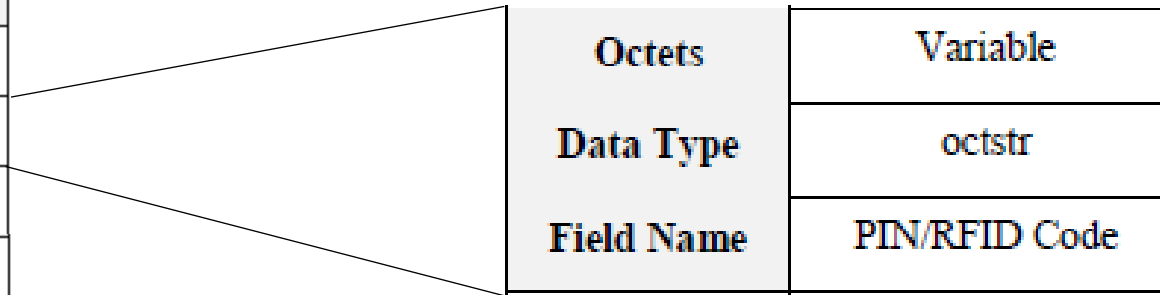 Octets Variable
Data Type octstr
Field Name PIN/RFID Code